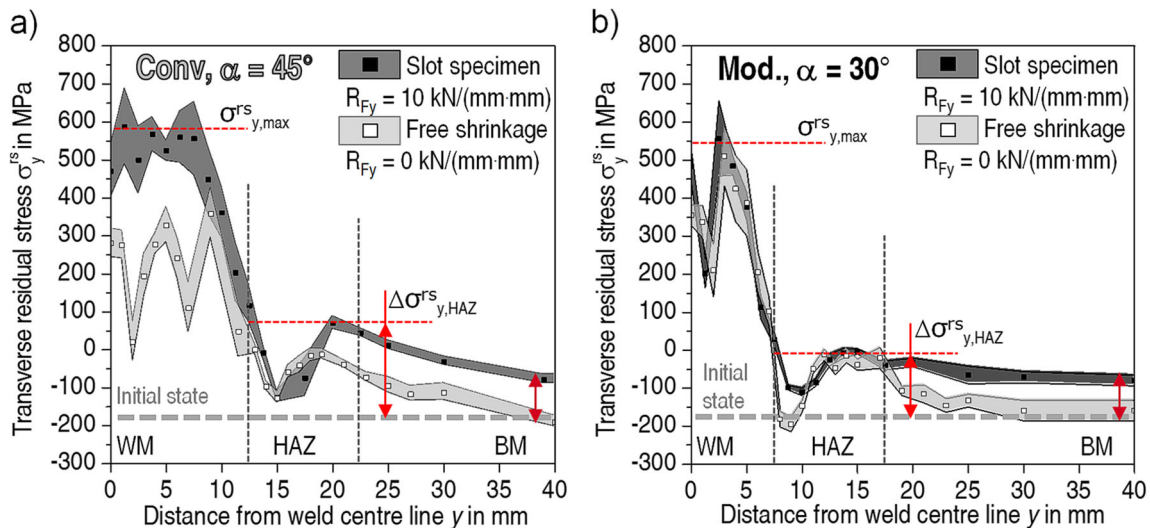 a)
Conv, α = 45°
Slot specimen
R_Fy = 10 kN/(mm·mm)
Free shrinkage
R_Fy = 0 kN/(mm·mm)
σ^rs_y,max
Δσ^rs_y,HAZ
Initial state
WM HAZ BM
800
700
600
500
400
300
200
100
0
-100
-200
-300
Transverse residual stress σ_y^rs in MPa
0 5 10 15 20 25 30 35 40
Distance from weld centre line y in mm
b)
Mod., α = 30°
Slot specimen
R_Fy = 10 kN/(mm·mm)
Free shrinkage
R_Fy = 0 kN/(mm·mm)
σ^rs_y,max
Δσ^rs_y,HAZ
Initial
state
WM HAZ BM
800
700
600
500
400
300
200
100
0
-100
-200
-300
Transverse residual stress σ_y^rs in MPa
0 5 10 15 20 25 30 35 40
Distance from weld centre line y in mm